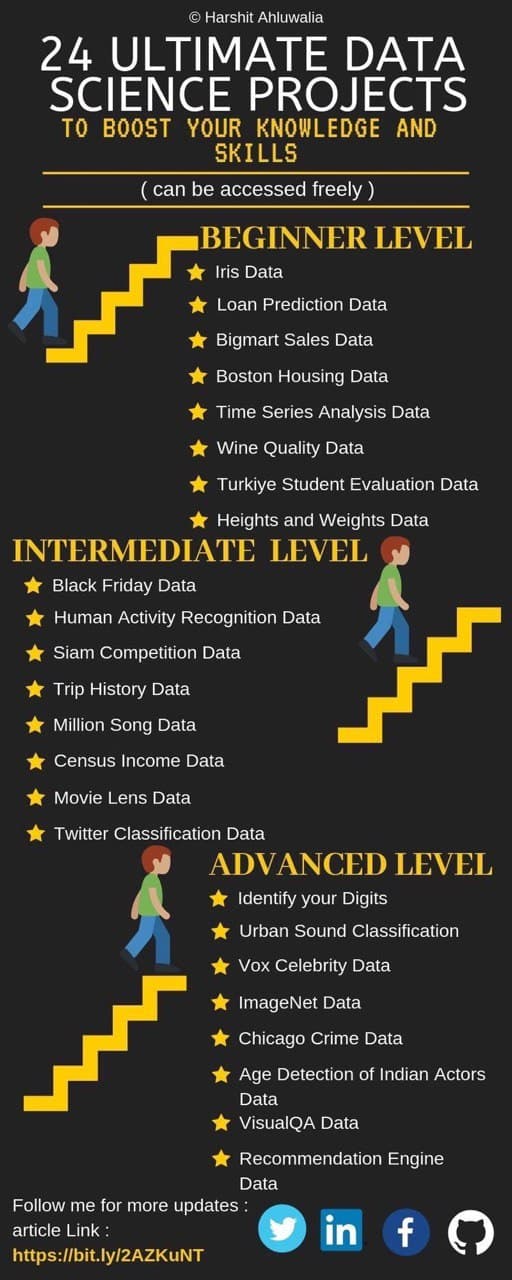 © Harshit Ahluwalia
24 ULTIMATE DATA
SCIENCE PROJECTS
TO BOOST YOUR KNOWLEDGE AND
SKILLS
( can be accessed freely )
BEGINNER LEVEL
Iris Data
Loan Prediction Data
Bigmart Sales Data
Boston Housing Data
Time Series Analysis Data
Wine Quality Data
Turkiye Student Evaluation Data
Heights and Weights Data
INTERMEDIATE LEVEL
Black Friday Data
Human Activity Recognition Data
Siam Competition Data
Trip History Data
Million Song Data
Census Income Data
Movie Lens Data
Twitter Classification Data
ADVANCED LEVEL
Identify your Digits
Urban Sound Classification
Vox Celebrity Data
ImageNet Data
Chicago Crime Data
Age Detection of Indian Actors
Data
VisualQA Data
Recommendation Engine
Data
Follow me for more updates :
article Link :
https://bit.ly/2AZKuNT
in
f